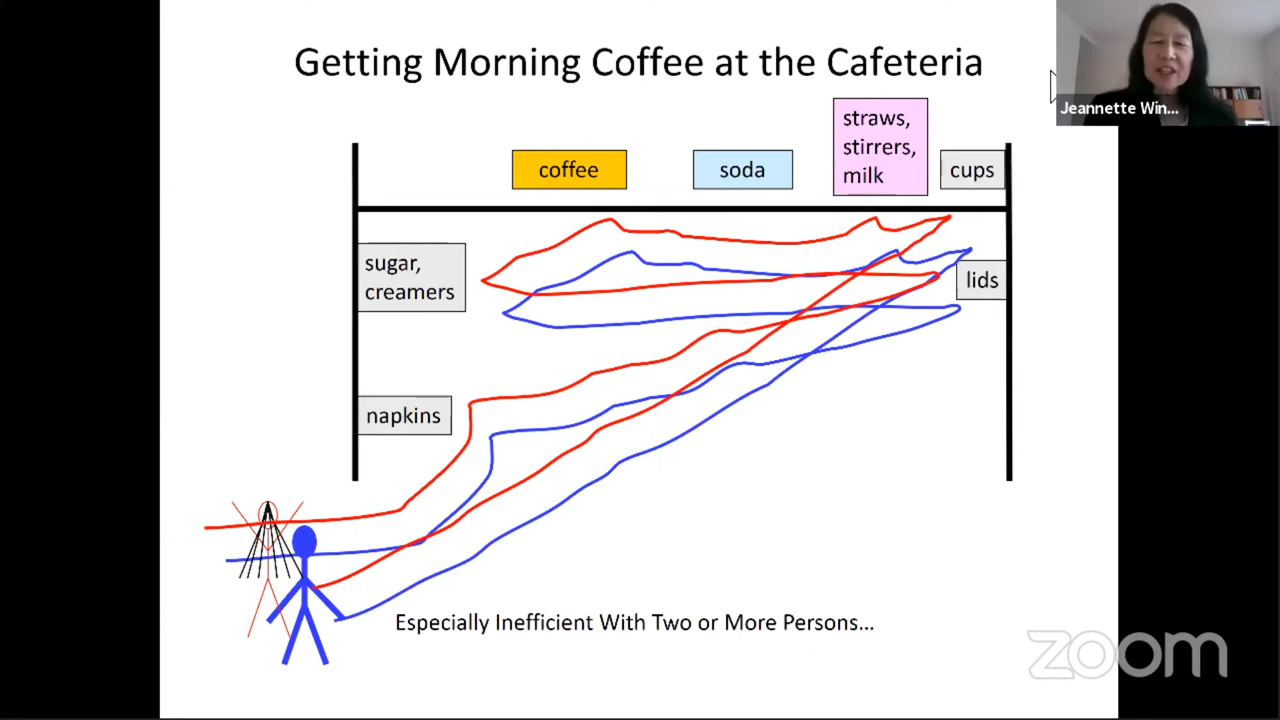 Getting Morning Coffee at the Cafeteria
Jeannette Win...
straws,
stirrers,
milk
coffee
soda
cups
sugar,
creamers
lids
napkins
Especially Inefficient With Two or More Persons...
zoom